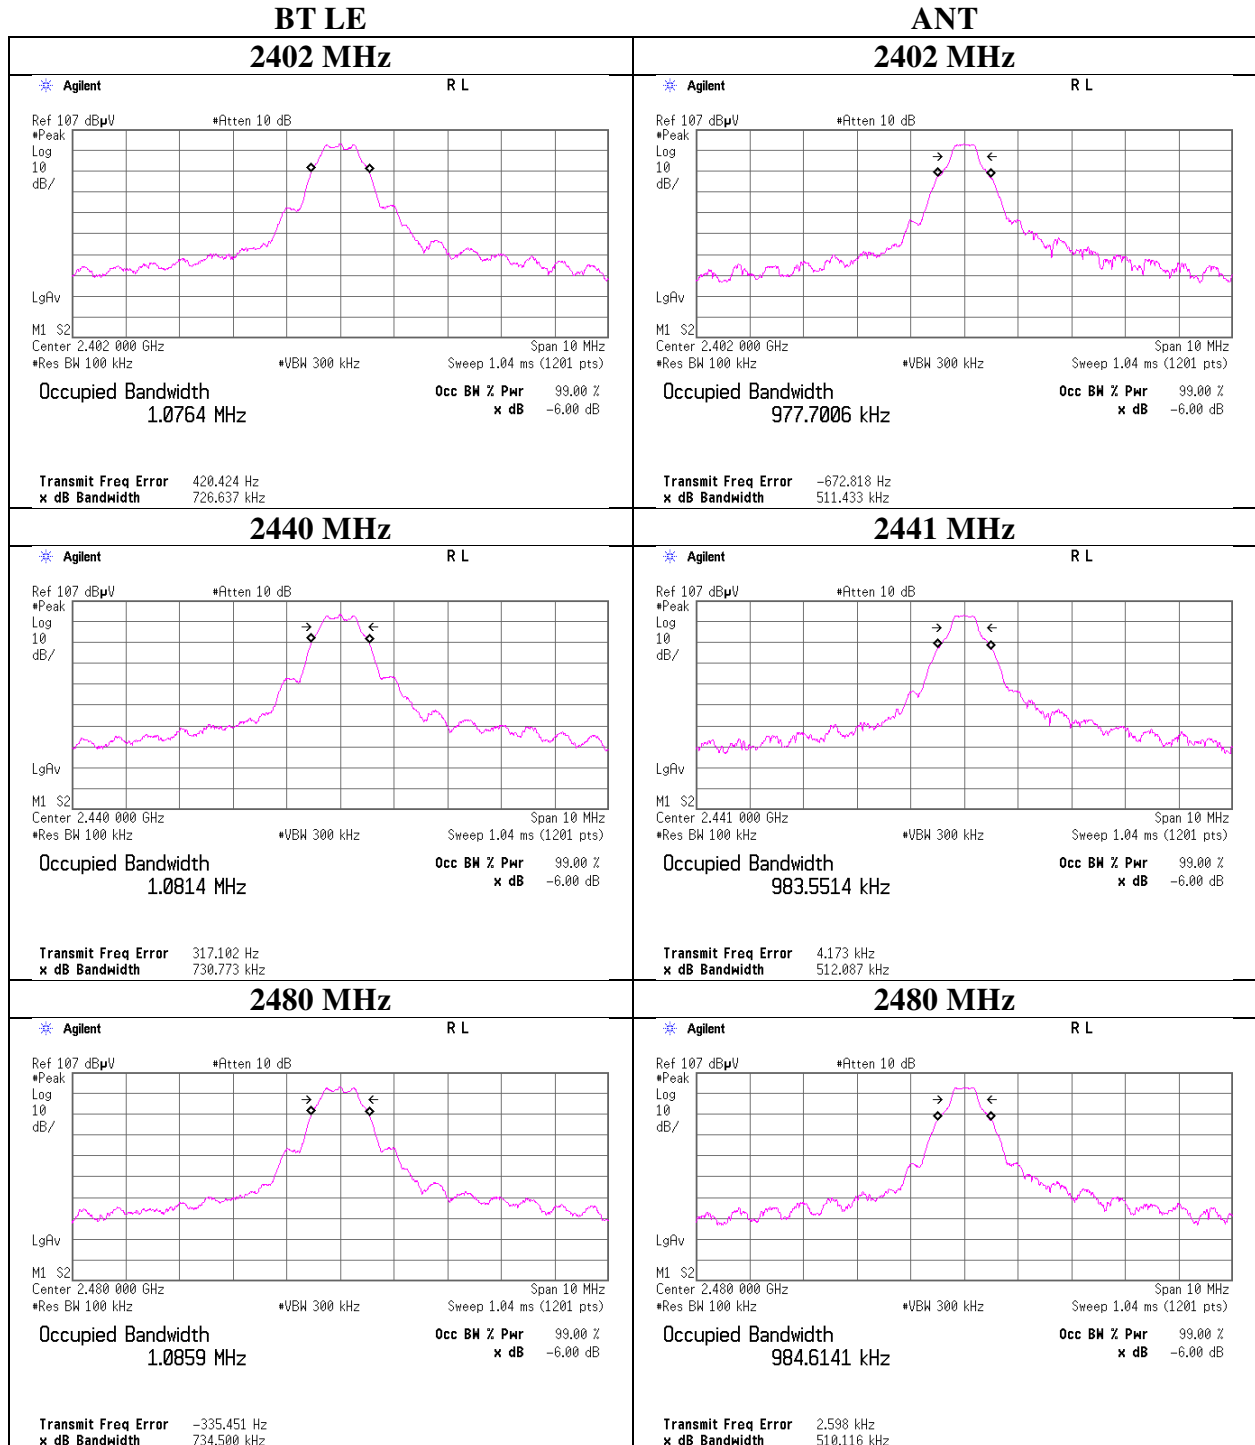 BT LE
ANT
2402 MHz
2402 MHz
Agilent
R L
Ref 107 dBµV
#Atten 10 dB
#Peak
Log
10
dB/
LgAv
M1 S2
Center 2.402 000 GHz
Span 10 MHz
#Res BW 100 kHz
#VBW 300 kHz
Sweep 1.04 ms (1201 pts)
Occupied Bandwidth
1.0764 MHz
Occ BW % Pwr 99.00 %
x dB -6.00 dB
Transmit Freq Error 420.424 Hz
x dB Bandwidth 726.637 kHz
Agilent
R L
Ref 107 dBµV
#Atten 10 dB
#Peak
Log
10
dB/
LgAv
M1 S2
Center 2.402 000 GHz
Span 10 MHz
#Res BW 100 kHz
#VBW 300 kHz
Sweep 1.04 ms (1201 pts)
Occupied Bandwidth
977.7006 kHz
Occ BW % Pwr 99.00 %
x dB -6.00 dB
Transmit Freq Error -672.818 Hz
x dB Bandwidth 511.433 kHz
2440 MHz
2441 MHz
Agilent
R L
Ref 107 dBµV
#Atten 10 dB
#Peak
Log
10
dB/
LgAv
M1 S2
Center 2.440 000 GHz
Span 10 MHz
#Res BW 100 kHz
#VBW 300 kHz
Sweep 1.04 ms (1201 pts)
Occupied Bandwidth
1.0814 MHz
Occ BW % Pwr 99.00 %
x dB -6.00 dB
Transmit Freq Error 317.102 Hz
x dB Bandwidth 730.773 kHz
Agilent
R L
Ref 107 dBµV
#Atten 10 dB
#Peak
Log
10
dB/
LgAv
M1 S2
Center 2.441 000 GHz
Span 10 MHz
#Res BW 100 kHz
#VBW 300 kHz
Sweep 1.04 ms (1201 pts)
Occupied Bandwidth
983.5514 kHz
Occ BW % Pwr 99.00 %
x dB -6.00 dB
Transmit Freq Error 4.173 kHz
x dB Bandwidth 512.087 kHz
2480 MHz
2480 MHz
Agilent
R L
Ref 107 dBµV
#Atten 10 dB
#Peak
Log
10
dB/
LgAv
M1 S2
Center 2.480 000 GHz
Span 10 MHz
#Res BW 100 kHz
#VBW 300 kHz
Sweep 1.04 ms (1201 pts)
Occupied Bandwidth
1.0859 MHz
Occ BW % Pwr 99.00 %
x dB -6.00 dB
Transmit Freq Error -335.451 Hz
x dB Bandwidth 734.500 kHz
Agilent
R L
Ref 107 dBµV
#Atten 10 dB
#Peak
Log
10
dB/
LgAv
M1 S2
Center 2.480 000 GHz
Span 10 MHz
#Res BW 100 kHz
#VBW 300 kHz
Sweep 1.04 ms (1201 pts)
Occupied Bandwidth
984.6141 kHz
Occ BW % Pwr 99.00 %
x dB -6.00 dB
Transmit Freq Error 2.598 kHz
x dB Bandwidth 510.116 kHz